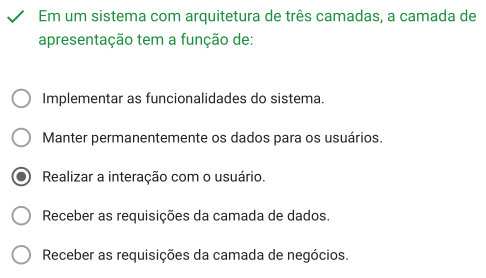 Em um sistema com arquitetura de três camadas, a camada de
apresentação tem a função de:
Implementar as funcionalidades do sistema.
Manter permanentemente os dados para os usuários.
Realizar a interação com o usuário.
Receber as requisições da camada de dados.
Receber as requisições da camada de negócios.